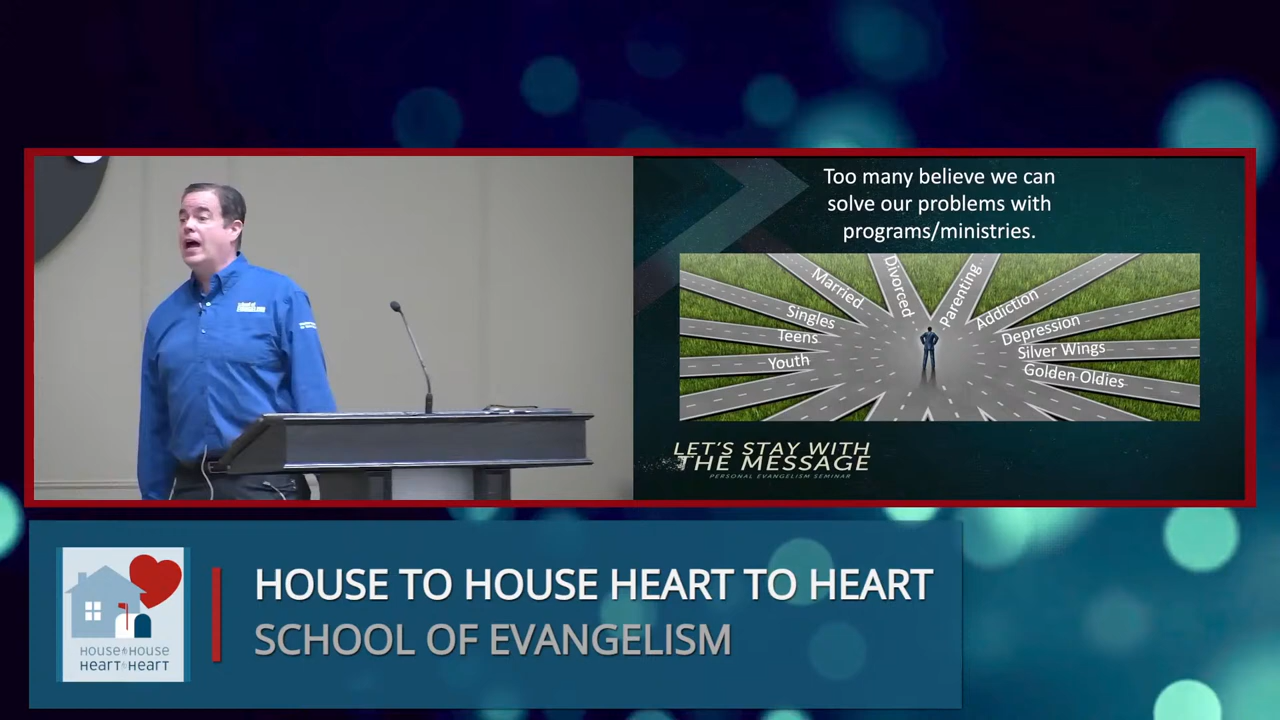 Too many believe we can
solve our problems with
programs/ministries.
Married
Divorced
Parenting
Addiction
Singles
Depression
Teens
Silver Wings
Youth
Golden Oldies
LET'S STAY WITH
THE MESSAGE
PERSONAL EVANGELISM SEMINAR
HOUSE TO HOUSE HEART TO HEART
SCHOOL OF EVANGELISM
HOUSE TO HOUSE
HEART TO HEART